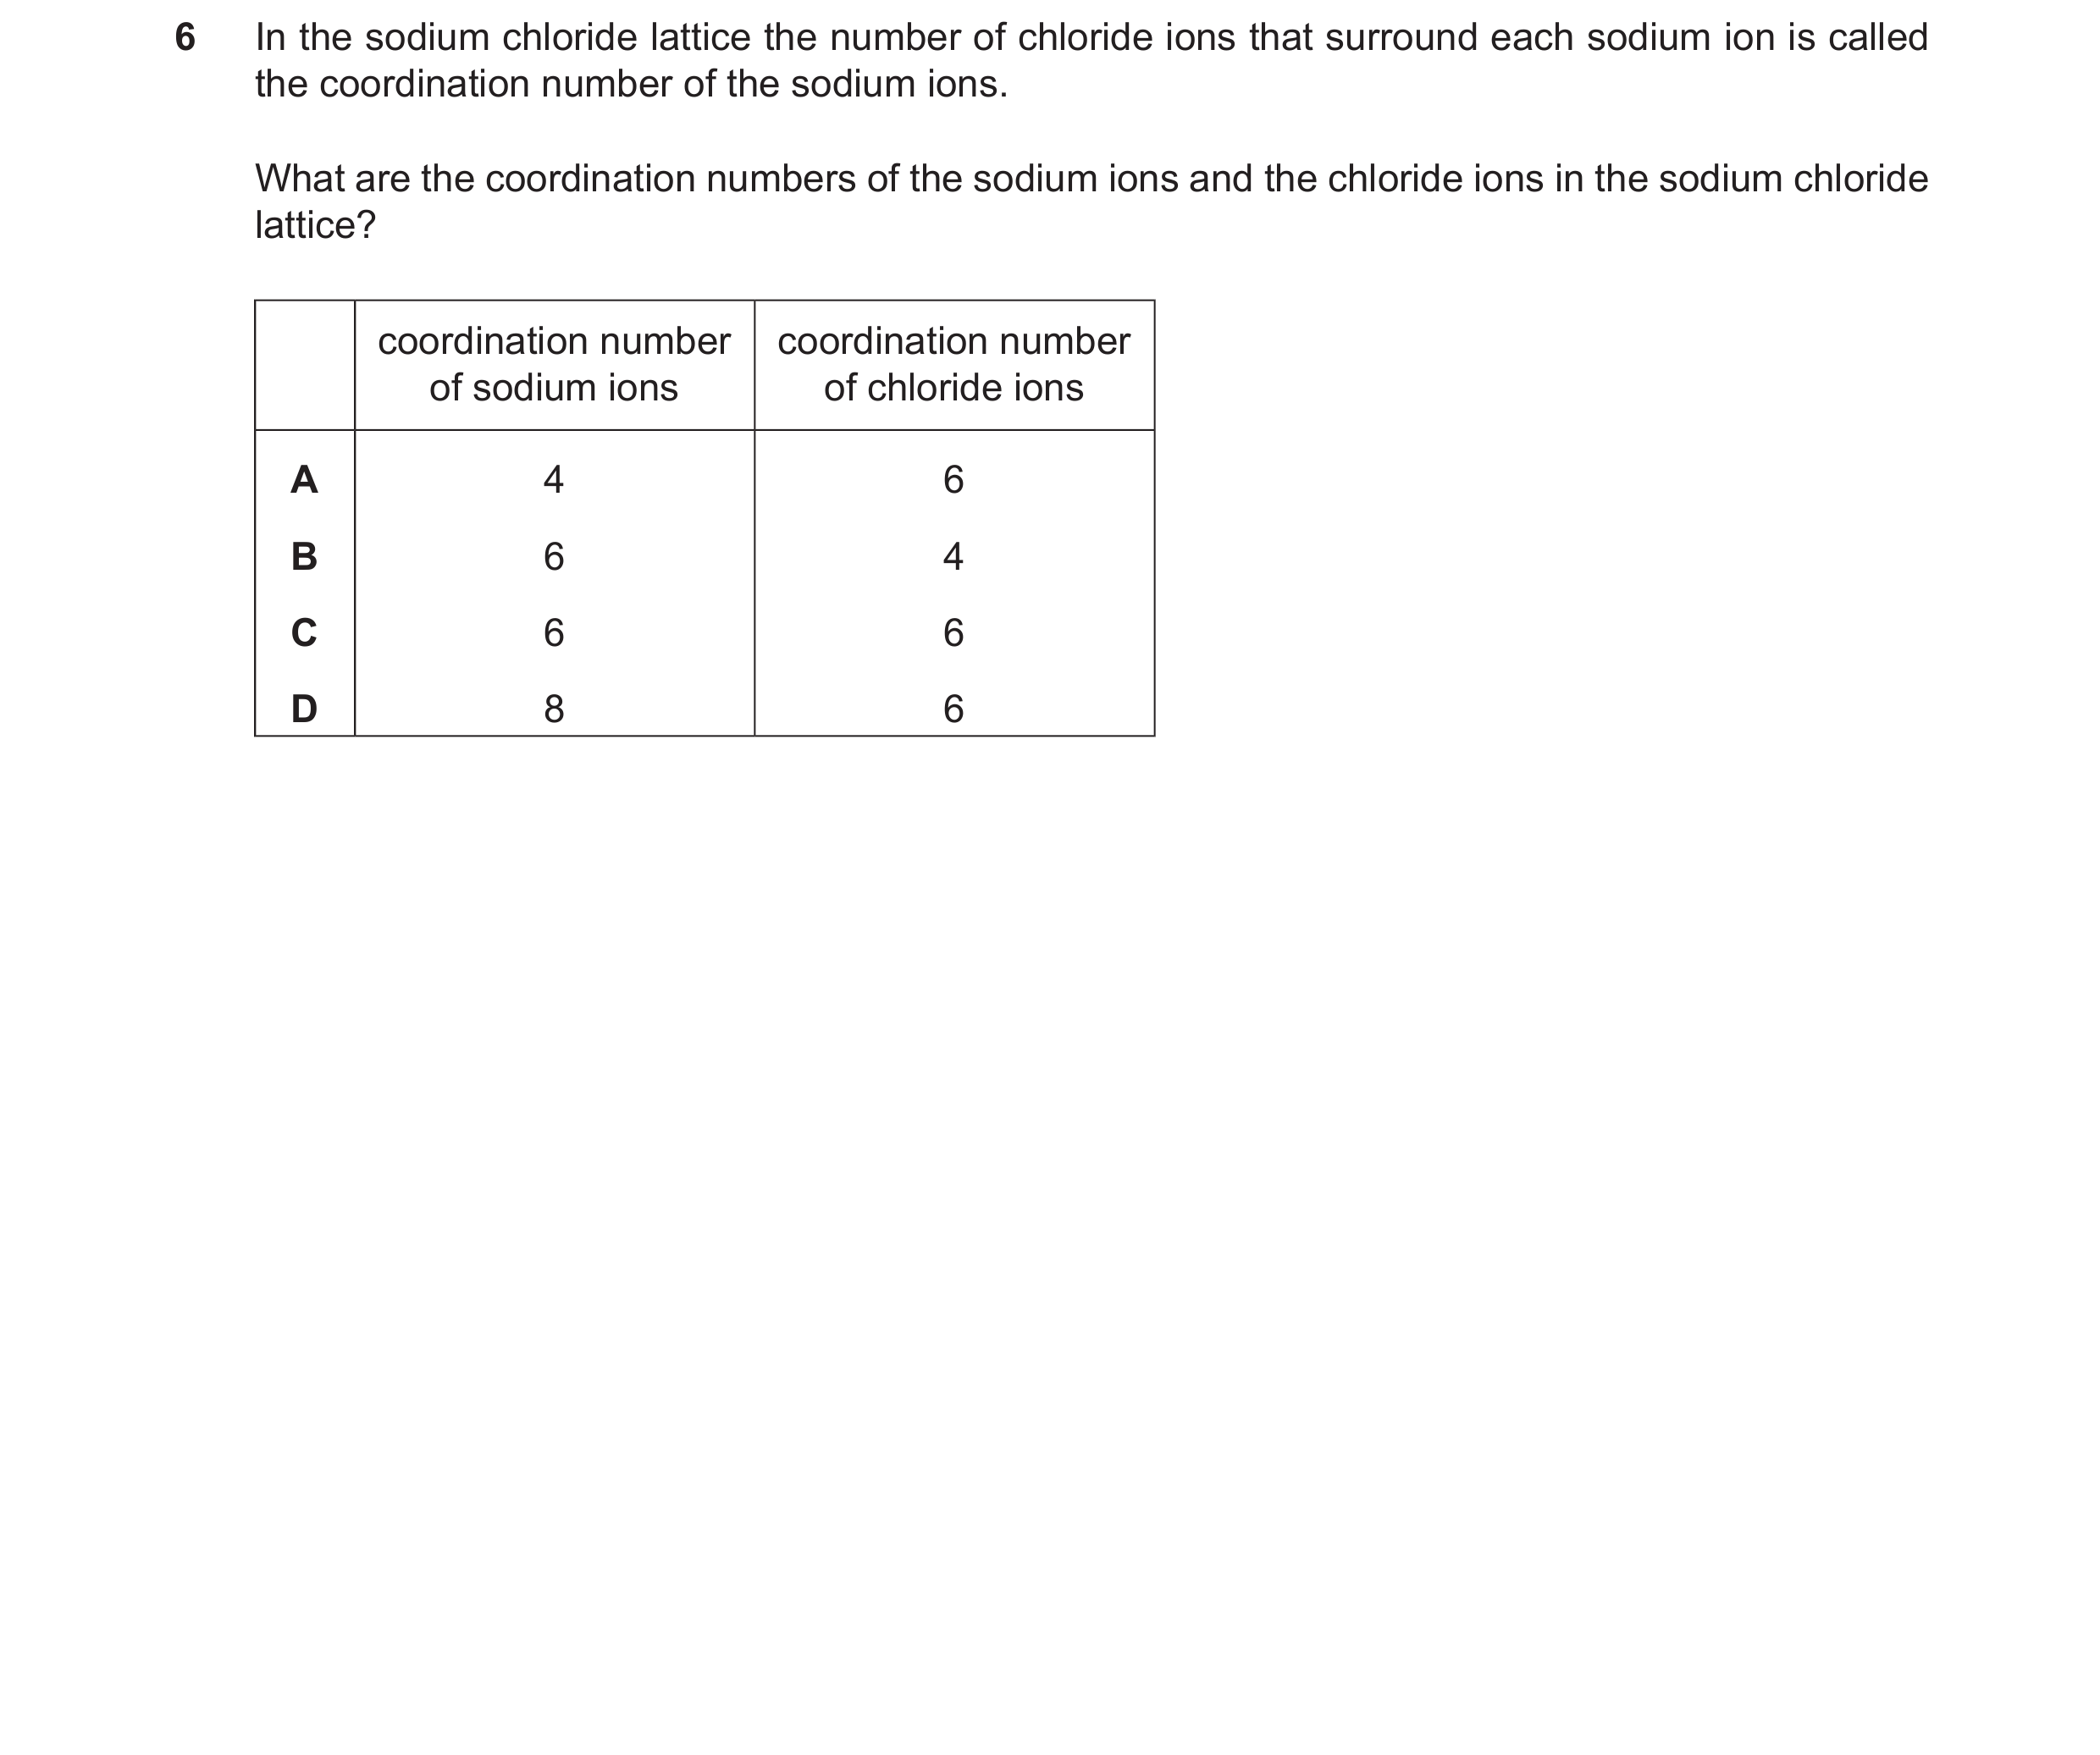 6 In the sodium chloride lattice the number of chloride ions that surround each sodium ion is called
the coordination number of the sodium ions.
What are the coordination numbers of the sodium ions and the chloride ions in the sodium chloride
lattice?
coordination number coordination number
of sodium ions of chloride ions
A 4 6
B 6 4
C 6 6
D 8 6